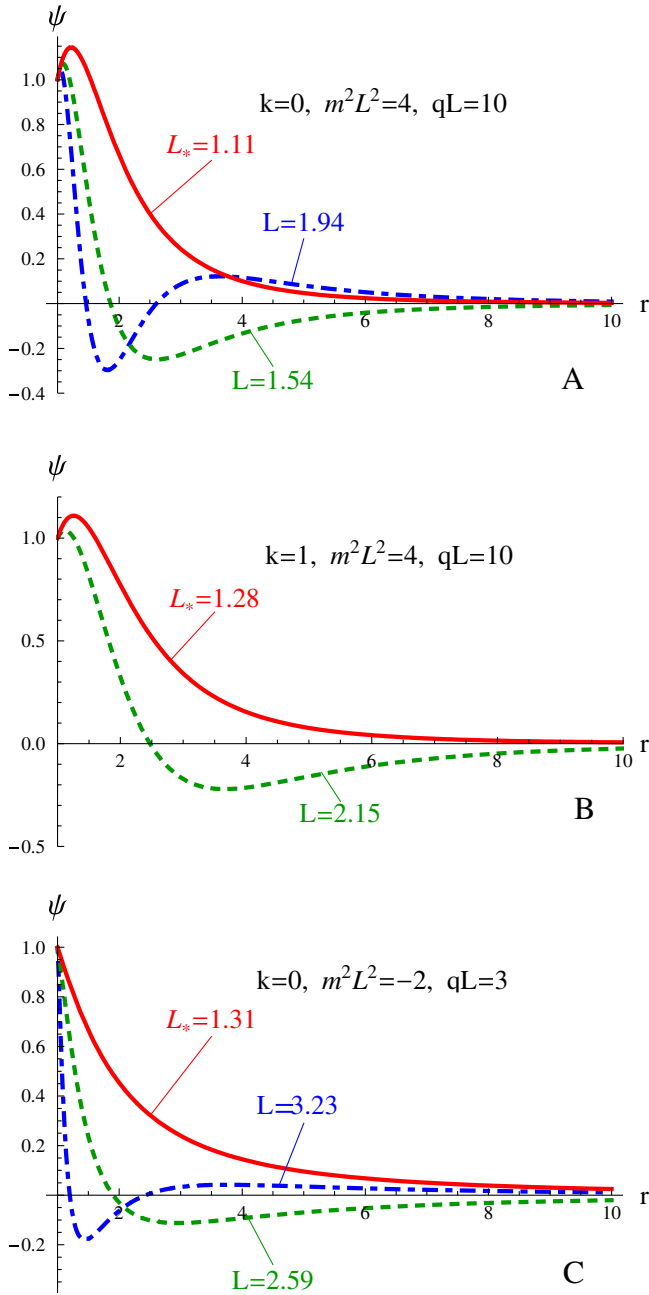 ψ
1.0
0.8
0.6
0.4
0.2
−0.2
−0.4
2
4
6
8
10
r
k=0, m²L²=4, qL=10
L*=1.11
L=1.94
L=1.54
A
ψ
1.0
0.5
0.0
−0.5
2
4
6
8
10
r
k=1, m²L²=4, qL=10
L*=1.28
L=2.15
B
ψ
1.0
0.8
0.6
0.4
0.2
−0.2
2
4
6
8
10
r
k=0, m²L²=−2, qL=3
L*=1.31
L=3.23
L=2.59
C